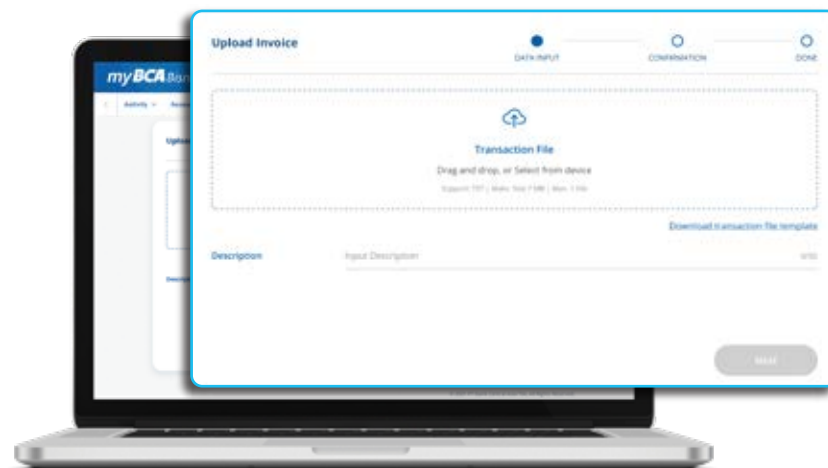 Upload Invoice
DATA INPUT
CONFIRMATION
DONE
myBCA
Activity
Transaction File
Drag and drop, or Select from device
Download transaction file template
Description
Input Description
NEXT